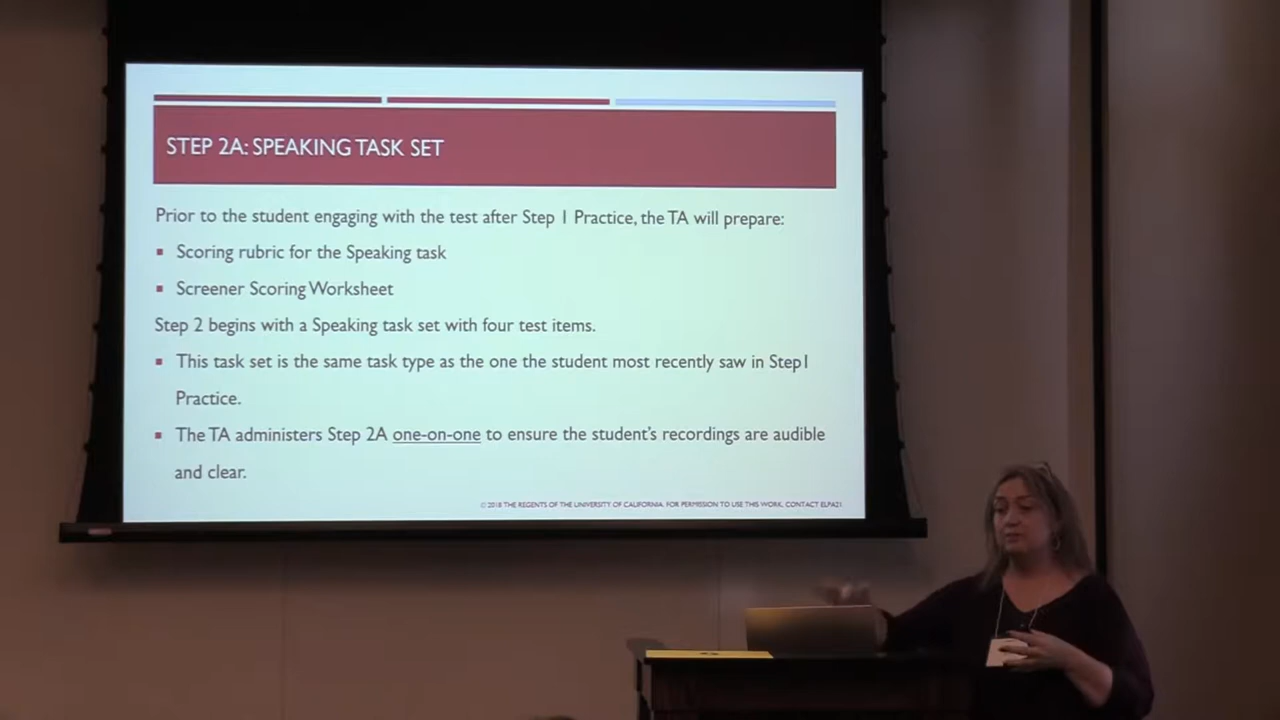 STEP 2A: SPEAKING TASK SET
Prior to the student engaging with the test after Step 1 Practice, the TA will prepare:
▪ Scoring rubric for the Speaking task
▪ Screener Scoring Worksheet
Step 2 begins with a Speaking task set with four test items.
▪ This task set is the same task type as the one the student most recently saw in Step1
Practice.
▪ The TA administers Step 2A one-on-one to ensure the student's recordings are audible
and clear.
© 2018 THE REGENTS OF THE UNIVERSITY OF CALIFORNIA. FOR PERMISSION TO USE THIS WORK, CONTACT ELPA21